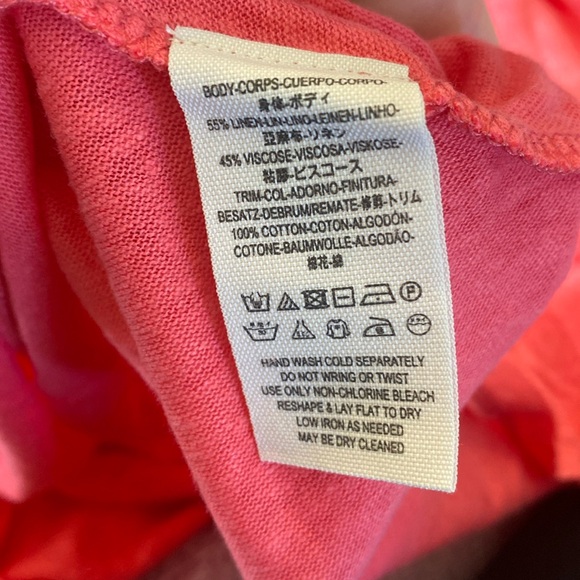 BODY-CORPS-CUERPO-CORPO-
身体-ボディ
55% LINEN-LIN-LINO-LEINEN-LINHO-
亞麻布-リネン
45% VISCOSE-VISCOSA-VISKOSE-
粘膠-ビスコース
TRIM-COL-ADORNO-FINITURA-
BESATZ-DEBRUM/REMATE-修飾-トリム
100% COTTON-COTON-ALGODÓN-
COTONE-BAUMWOLLE-ALGODÃO-
棉花-綿
P
HAND WASH COLD SEPARATELY
DO NOT WRING OR TWIST
USE ONLY NON-CHLORINE BLEACH
RESHAPE & LAY FLAT TO DRY
LOW IRON AS NEEDED
MAY BE DRY CLEANED